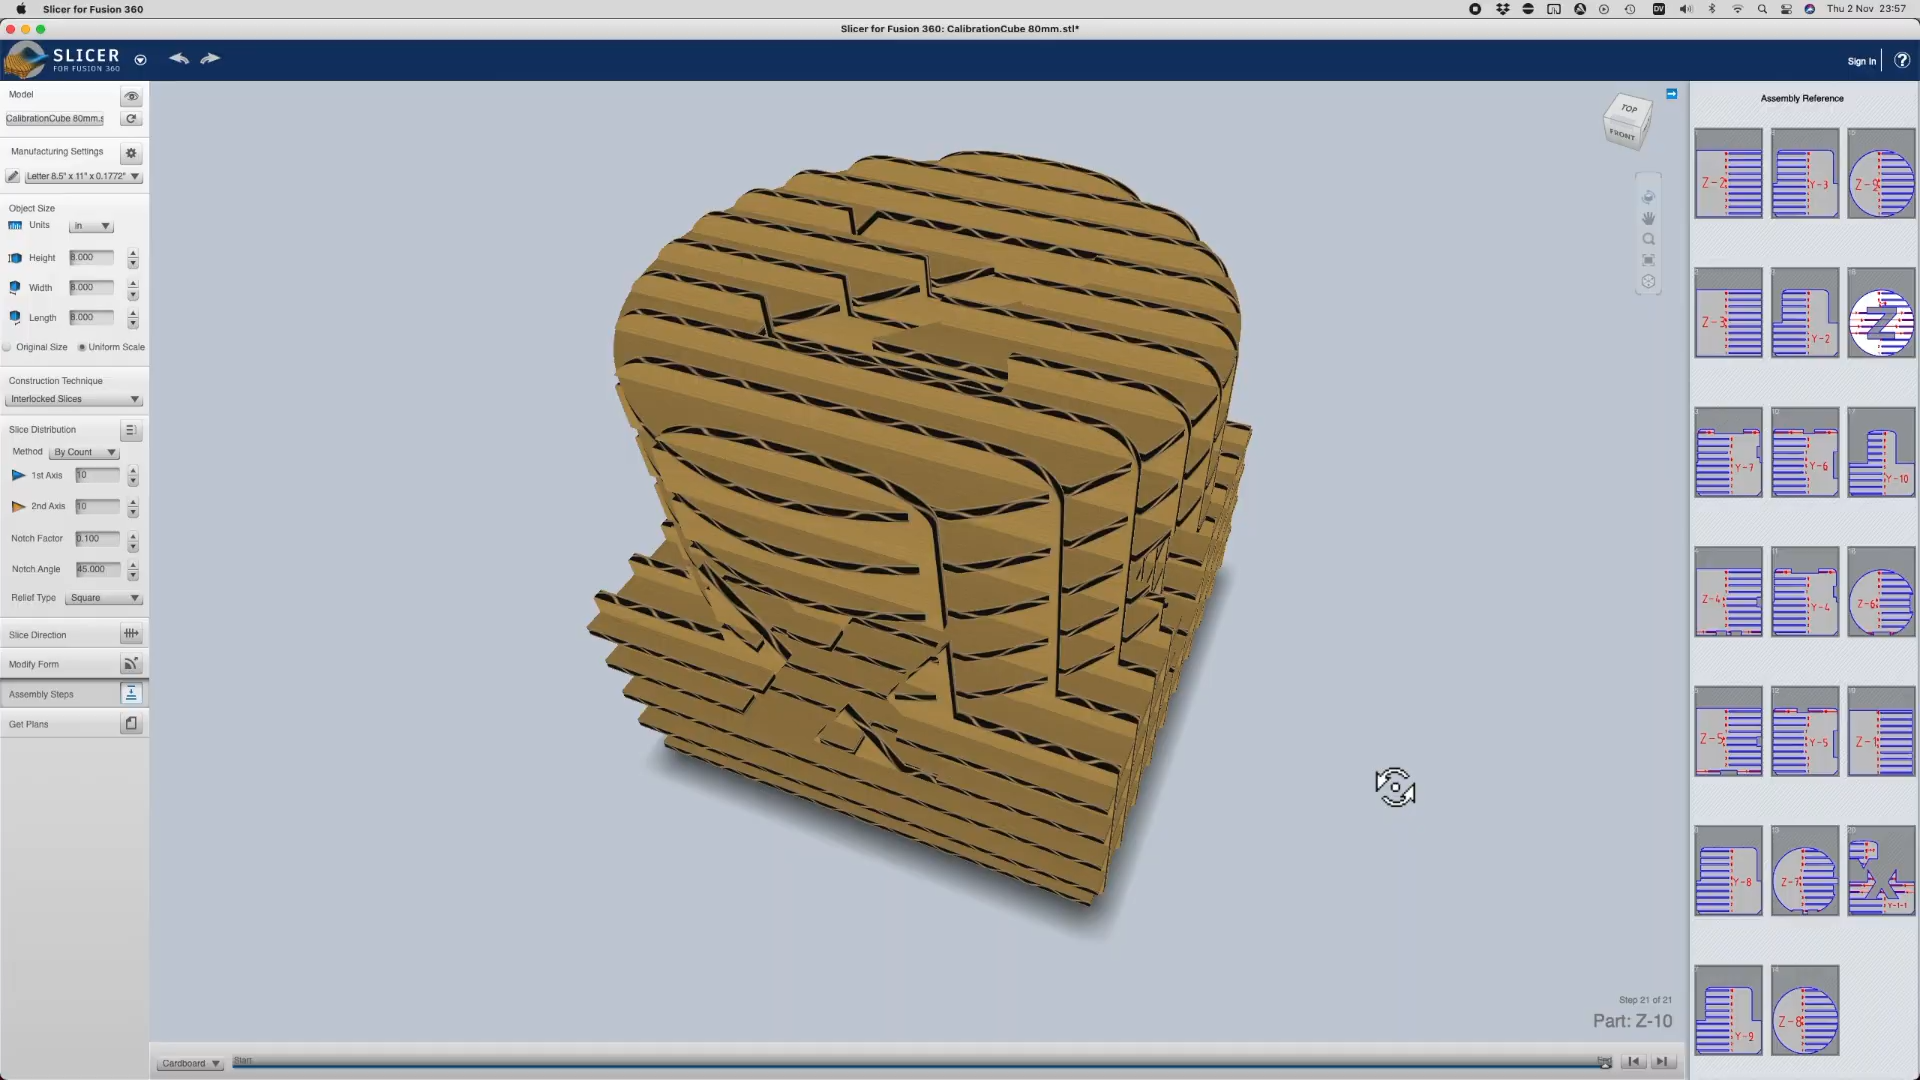 Slicer for Fusion 360
Thu 2 Nov 23:57
Slicer for Fusion 360: CalibrationCube 80mm.stl*
SLICER
FOR FUSION 360
Sign In
?
Model
CalibrationCube 80mm.s
Manufacturing Settings
Letter 8.5" x 11" x 0.1772"
Object Size
Units in
Height 8.000
Width 8.000
Length 8.000
Original Size Uniform Scale
Construction Technique
Interlocked Slices
Slice Distribution
Method By Count
1st Axis 10
2nd Axis 10
Notch Factor 0.100
Notch Angle 45.000
Relief Type Square
Slice Direction
Modify Form
Assembly Steps
Get Plans
TOP
FRONT
Assembly Reference
Z-2 Y-3 Z-9
Z-3 Y-2 Z
Y-7 Y-6 Y-10
Z-4 Y-4 Z-6
Z-5 Y-5 Z-1
Y-8 Z-7 Y-1-1
Y-9 Z-8
Step 21 of 21
Part: Z-10
Cardboard
Start